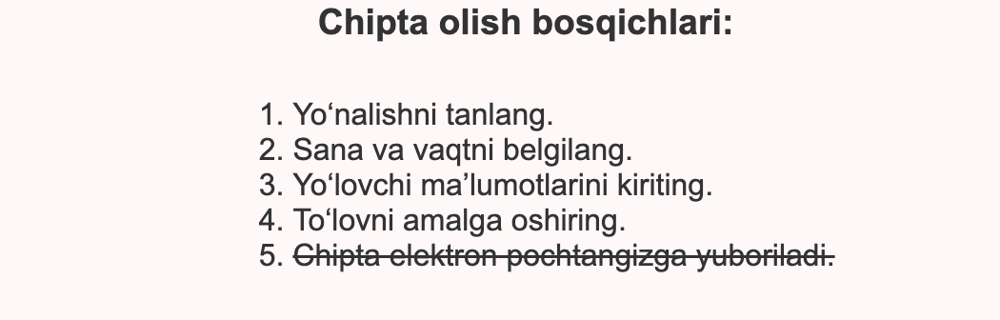 Chipta olish bosqichlari:
1. Yo‘nalishni tanlang.
2. Sana va vaqtni belgilang.
3. Yo‘lovchi ma’lumotlarini kiriting.
4. To‘lovni amalga oshiring.
5. Chipta elektron pochtangizga yuboriladi.